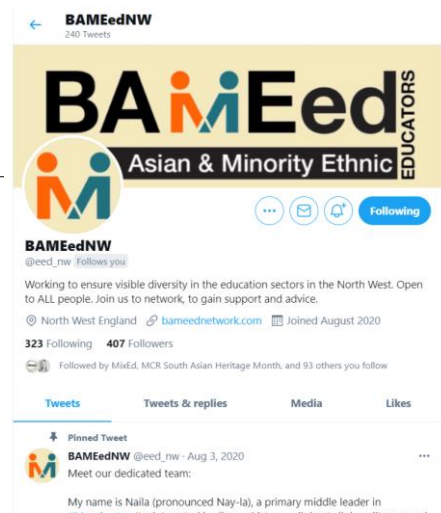 BAMEedNW
240 Tweets
BAMEed
EDUCATORS
Asian & Minority Ethnic
Following
BAMEedNW
@eed_nw Follows you
Working to ensure visible diversity in the education sectors in the North West. Open
to ALL people. Join us to network, to gain support and advice.
North West England bameednetwork.com Joined August 2020
323 Following 407 Followers
Followed by MixEd, MCR South Asian Heritage Month, and 93 others you follow
Tweets Tweets & replies Media Likes
Pinned Tweet
BAMEedNW @eed_nw · Aug 3, 2020
Meet our dedicated team:
My name is Naila (pronounced Nay-la), a primary middle leader in